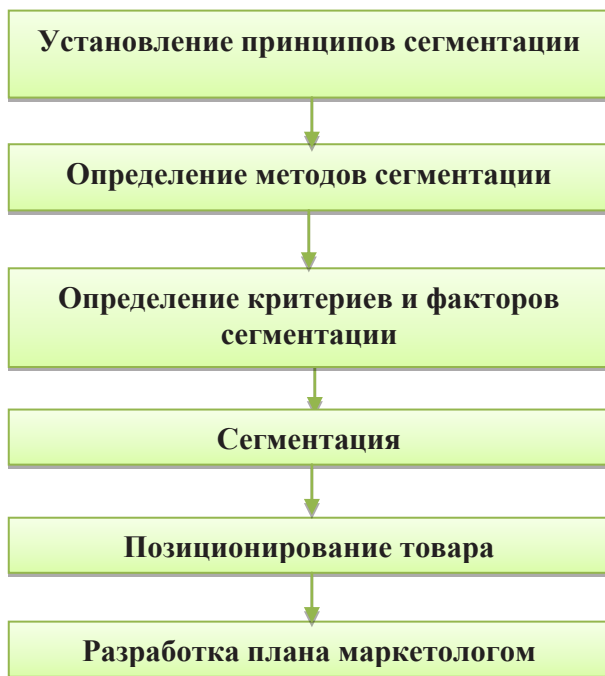 Установление принципов сегментации
Определение методов сегментации
Определение критериев и факторов
сегментации
Сегментация
Позиционирование товара
Разработка плана маркетологом